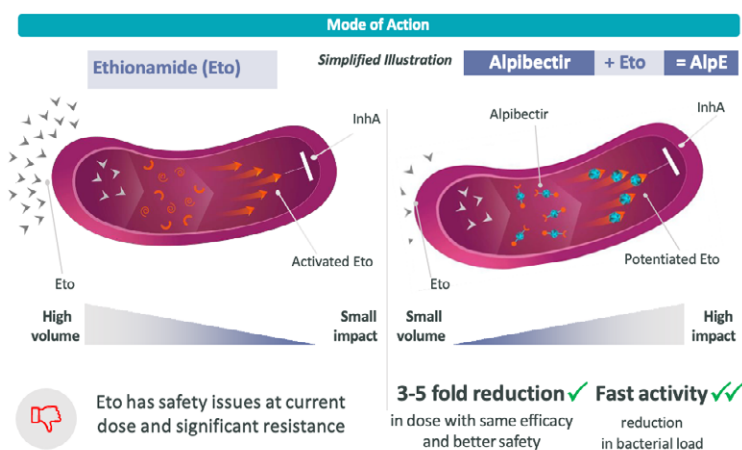 Mode of Action
Ethionamide (Eto)
Simplified Illustration
Alpibectir + Eto = AlpE
InhA
Activated Eto
Eto
High
volume
Small
impact
Eto has safety issues at current
dose and significant resistance
Alpibectir
InhA
Potentiated Eto
Eto
Small
volume
High
impact
3-5 fold reduction
in dose with same efficacy
and better safety
Fast activity
reduction
in bacterial load